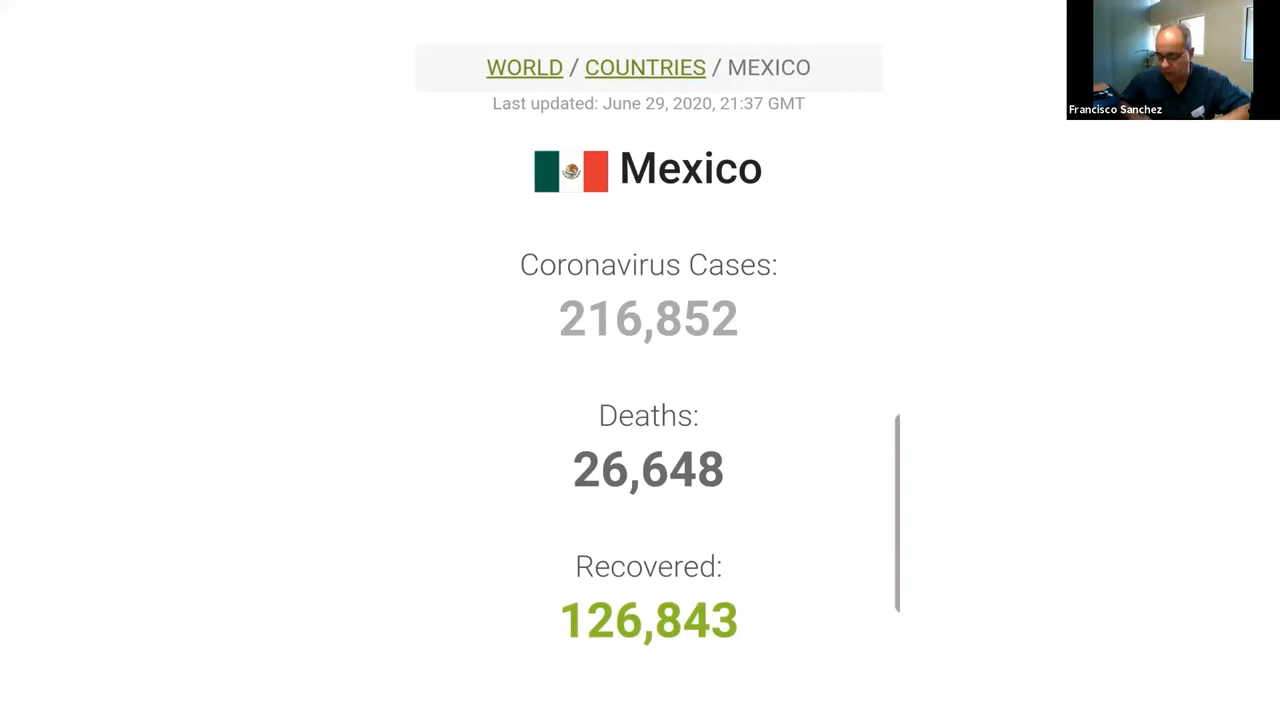 WORLD / COUNTRIES / MEXICO
Last updated: June 29, 2020, 21:37 GMT
Mexico
Coronavirus Cases:
216,852
Deaths:
26,648
Recovered:
126,843
Francisco Sanchez